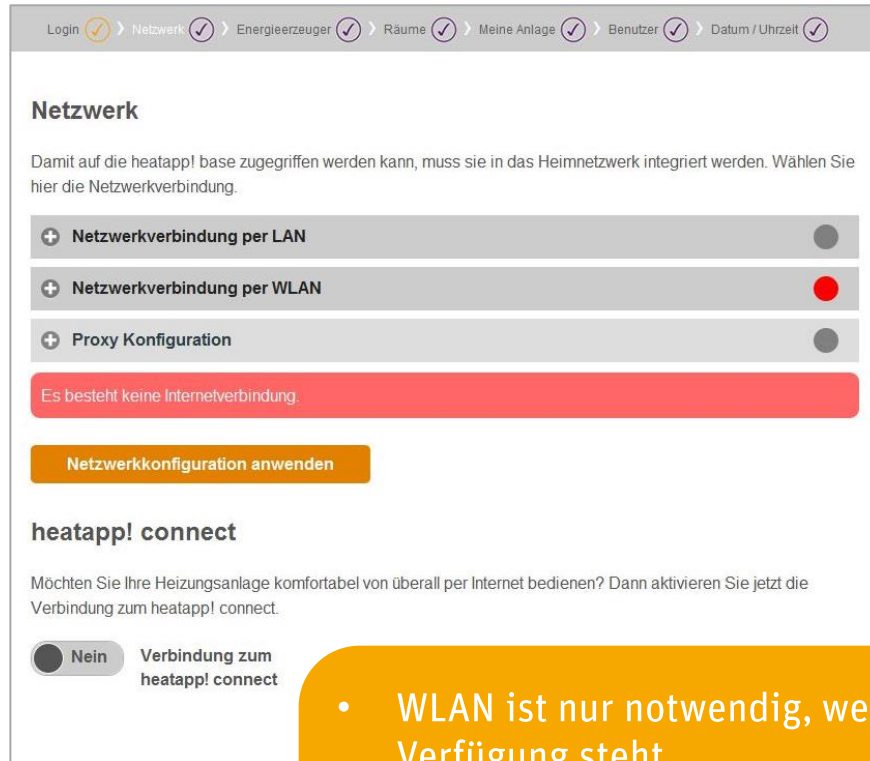 Login Netzwerk Energieerzeuger Räume Meine Anlage Benutzer Datum / Uhrzeit
Netzwerk
Damit auf die heatapp! base zugegriffen werden kann, muss sie in das Heimnetzwerk integriert werden. Wählen Sie
hier die Netzwerkverbindung.
Netzwerkverbindung per LAN
Netzwerkverbindung per WLAN
Proxy Konfiguration
Es besteht keine Internetverbindung.
Netzwerkkonfiguration anwenden
heatapp! connect
Möchten Sie Ihre Heizungsanlage komfortabel von überall per Internet bedienen? Dann aktivieren Sie jetzt die
Verbindung zum heatapp! connect.
Nein Verbindung zum
heatapp! connect
• WLAN ist nur notwendig, we
Verfügung steht